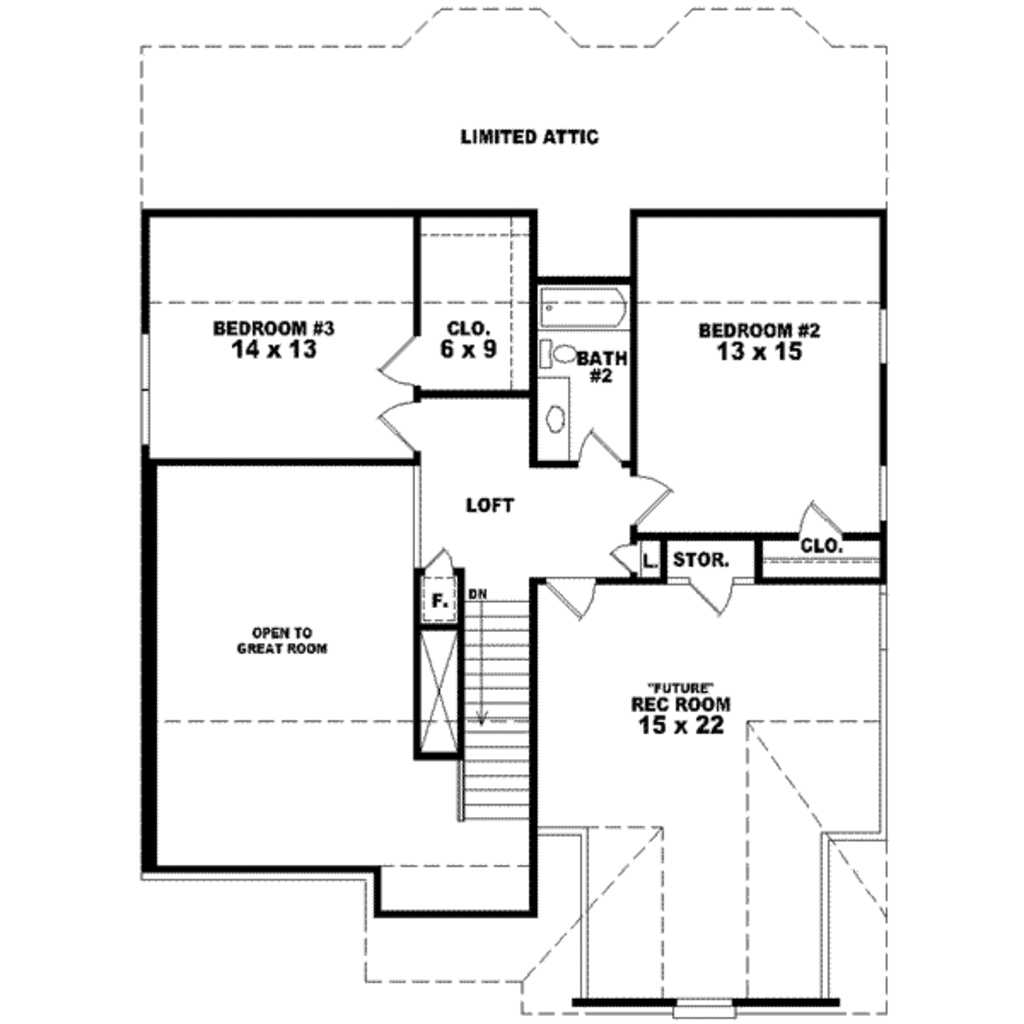 LIMITED ATTIC
BEDROOM #3
14 x 13
CLO.
6 x 9
BATH
#2
BEDROOM #2
13 x 15
LOFT
CLO.
L.
STOR.
F.
DN
OPEN TO
GREAT ROOM
"FUTURE"
REC ROOM
15 x 22